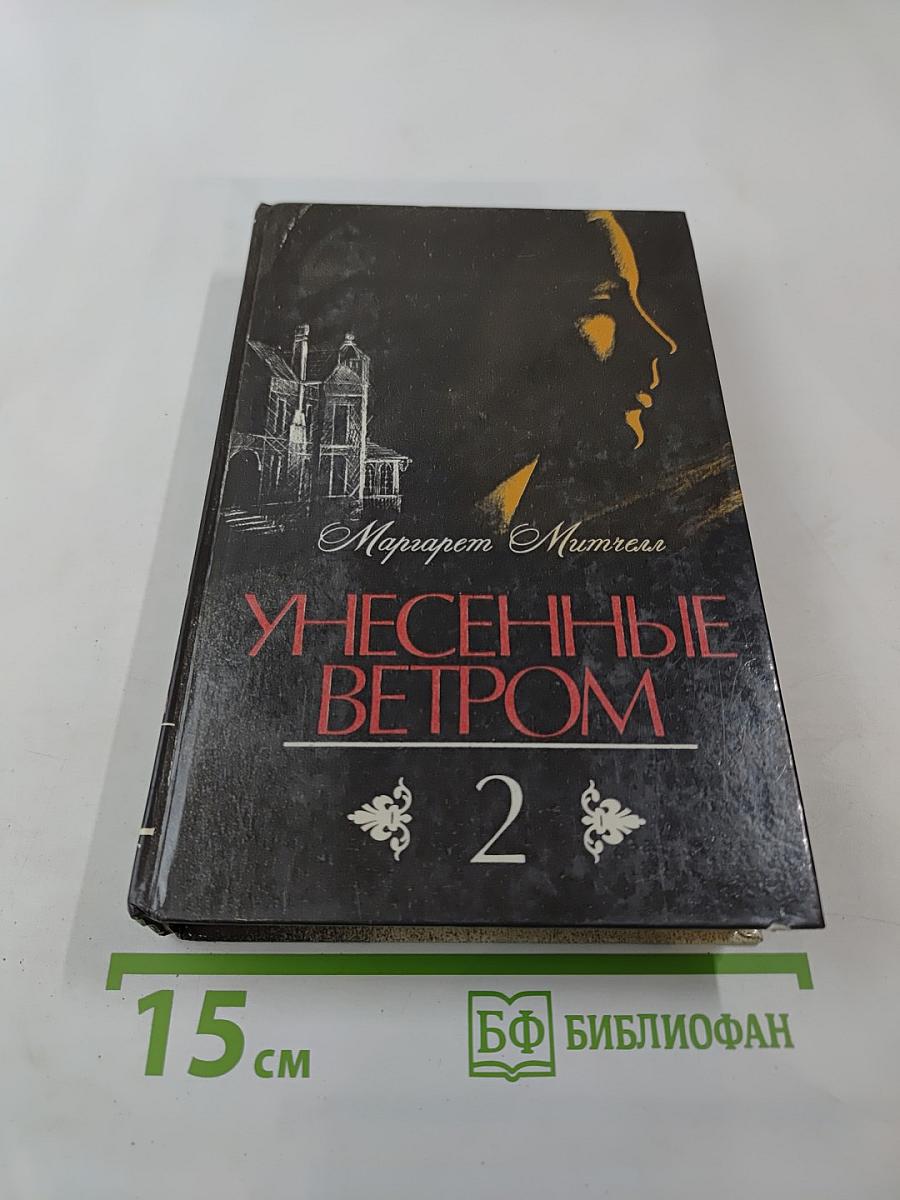 Маргарет Митчелл
УНЕСЕННЫЕ
ВЕТРОМ
2
15 см
БФ БИБЛИОФАН